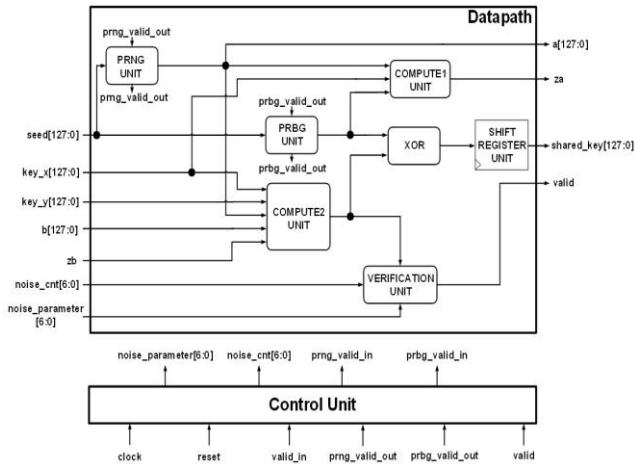 Datapath
prng_valid_out
a[127:0]
PRNG
UNIT
COMPUTE1
UNIT
za
prng_valid_out
prbg_valid_out
seed[127:0]
PRBG
UNIT
XOR
SHIFT
REGISTER
UNIT
shared_key[127:0]
prbg_valid_out
key_x[127:0]
valid
key_y[127:0]
COMPUTE2
UNIT
b[127:0]
zb
noise_cnt[6:0]
VERIFICATION
UNIT
noise_parameter
[6:0]
noise_parameter[6:0] noise_cnt[6:0] prng_valid_in prbg_valid_in
Control Unit
clock reset valid_in prng_valid_out prbg_valid_out valid